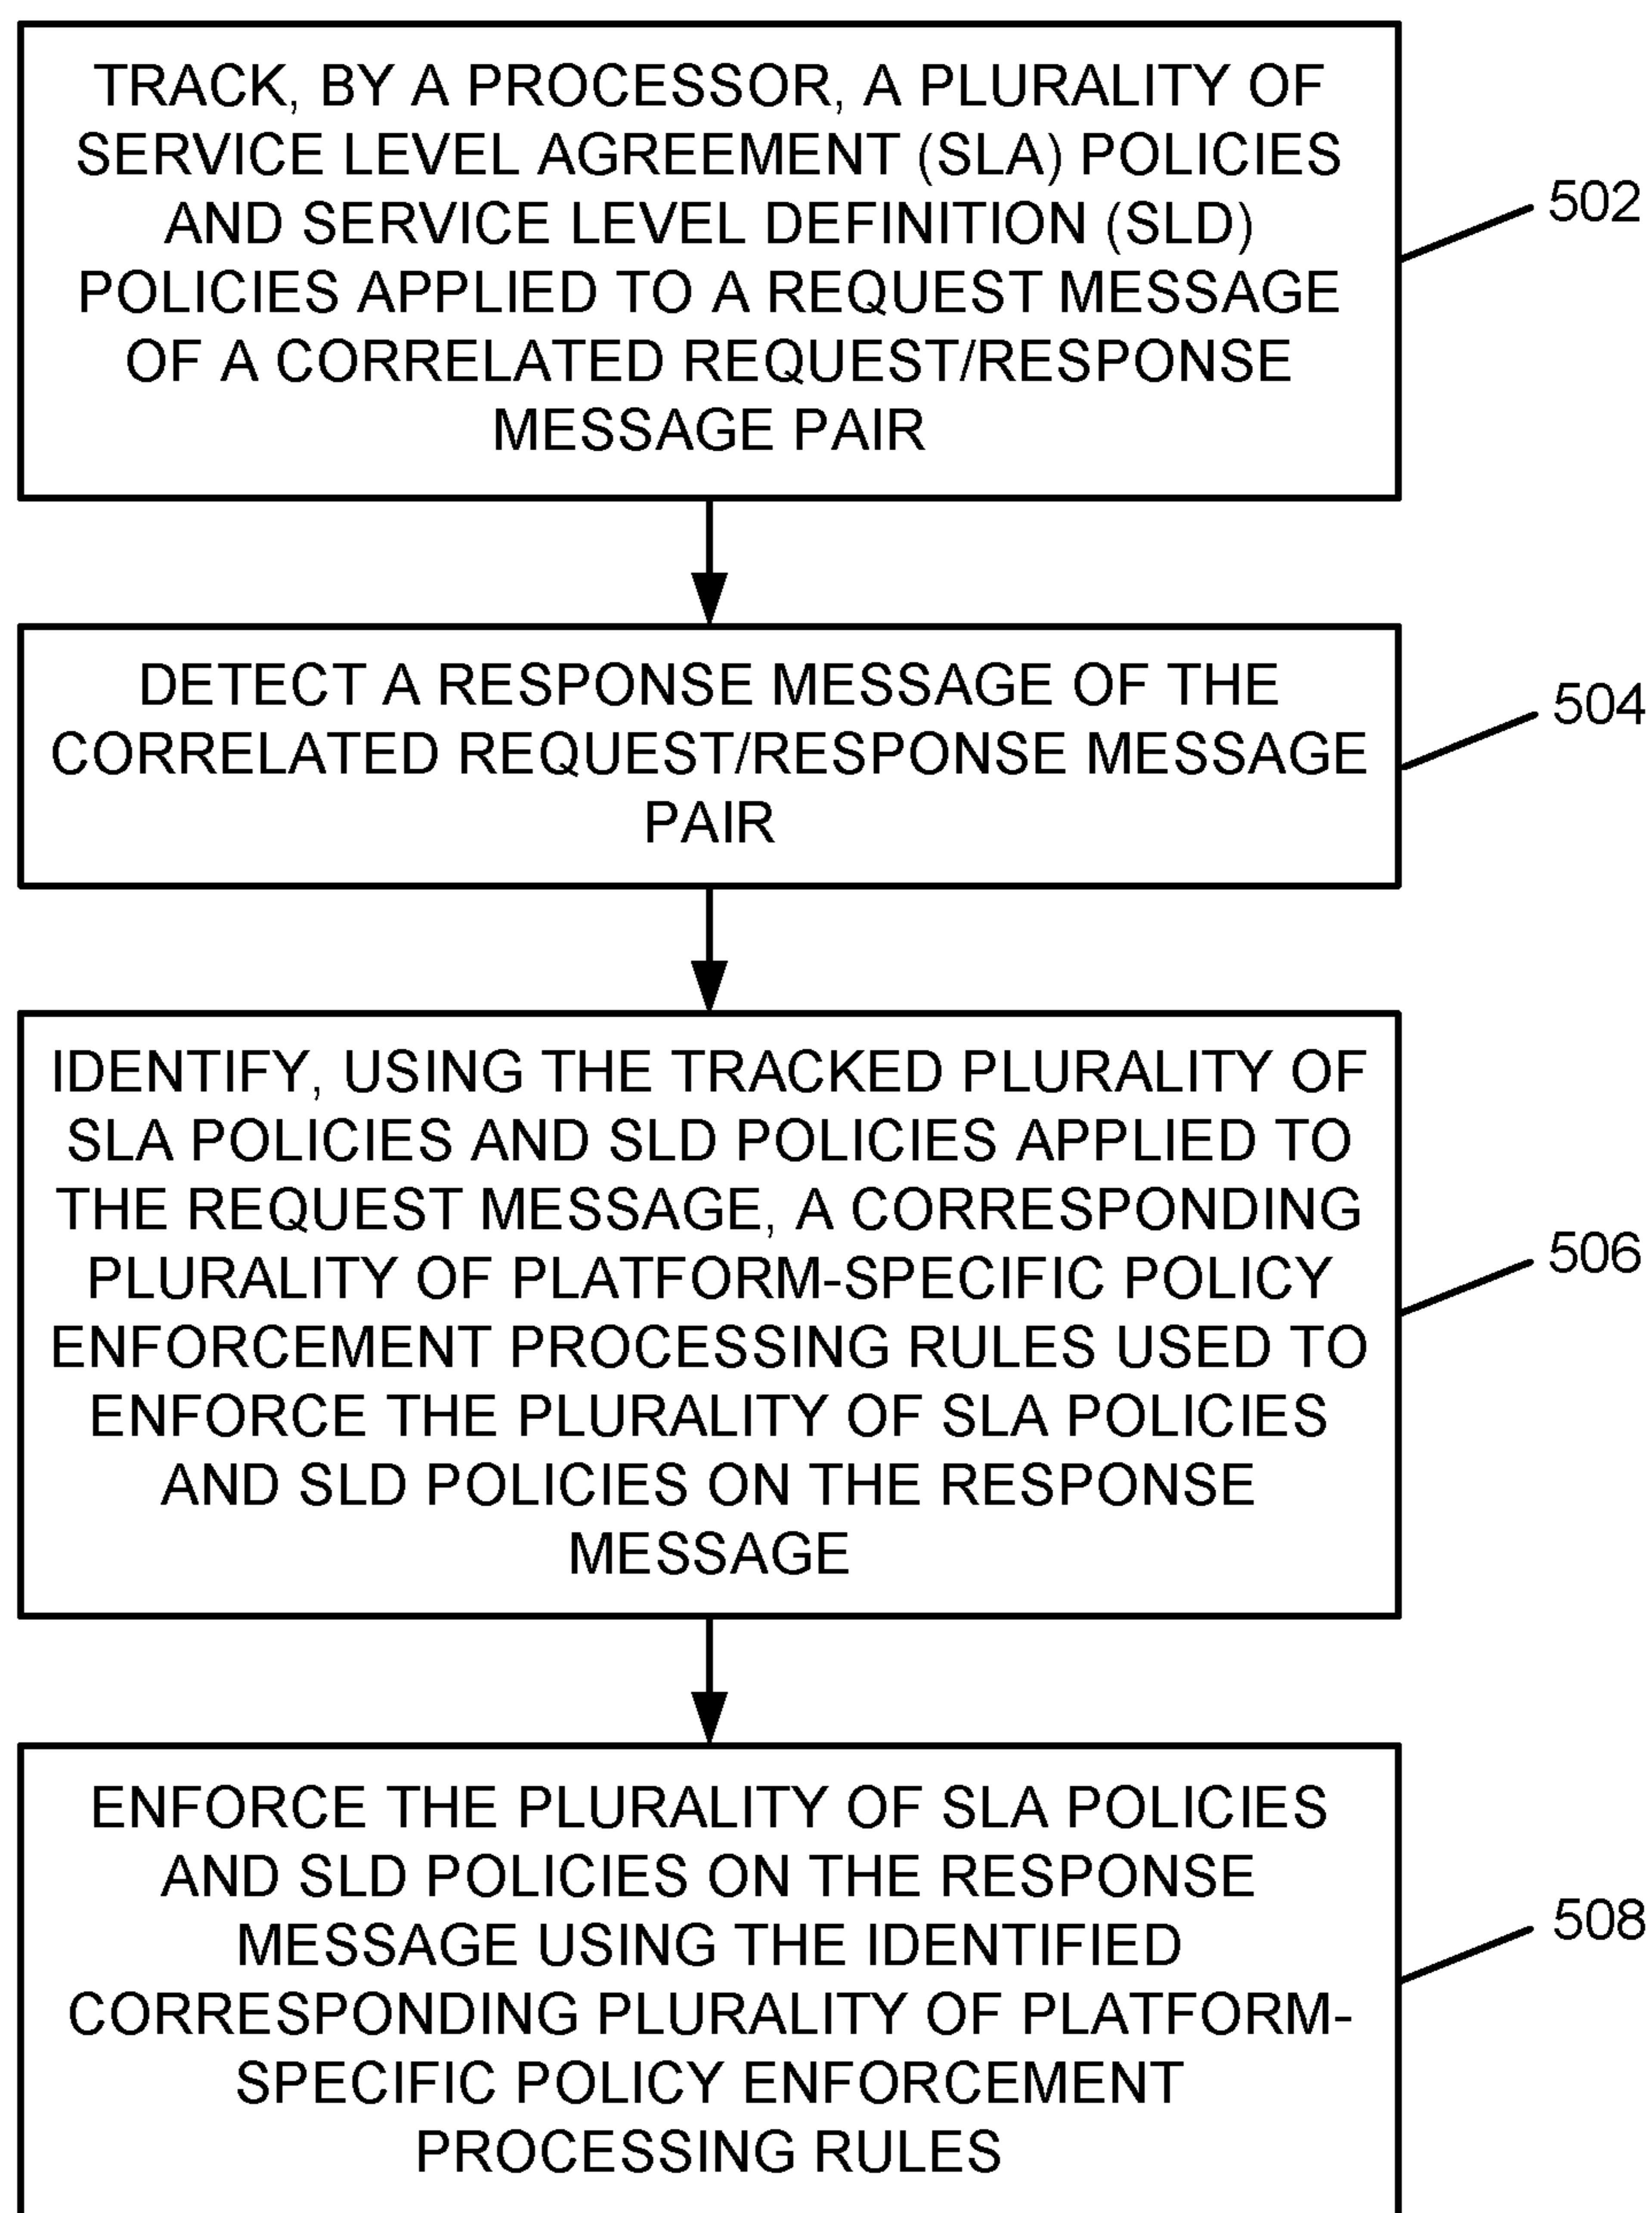 TRACK, BY A PROCESSOR, A PLURALITY OF
SERVICE LEVEL AGREEMENT (SLA) POLICIES
AND SERVICE LEVEL DEFINITION (SLD)
POLICIES APPLIED TO A REQUEST MESSAGE
OF A CORRELATED REQUEST/RESPONSE
MESSAGE PAIR
502
DETECT A RESPONSE MESSAGE OF THE
CORRELATED REQUEST/RESPONSE MESSAGE
PAIR
504
IDENTIFY, USING THE TRACKED PLURALITY OF
SLA POLICIES AND SLD POLICIES APPLIED TO
THE REQUEST MESSAGE, A CORRESPONDING
PLURALITY OF PLATFORM-SPECIFIC POLICY
ENFORCEMENT PROCESSING RULES USED TO
ENFORCE THE PLURALITY OF SLA POLICIES
AND SLD POLICIES ON THE RESPONSE
MESSAGE
506
ENFORCE THE PLURALITY OF SLA POLICIES
AND SLD POLICIES ON THE RESPONSE
MESSAGE USING THE IDENTIFIED
CORRESPONDING PLURALITY OF PLATFORM-
SPECIFIC POLICY ENFORCEMENT
PROCESSING RULES
508